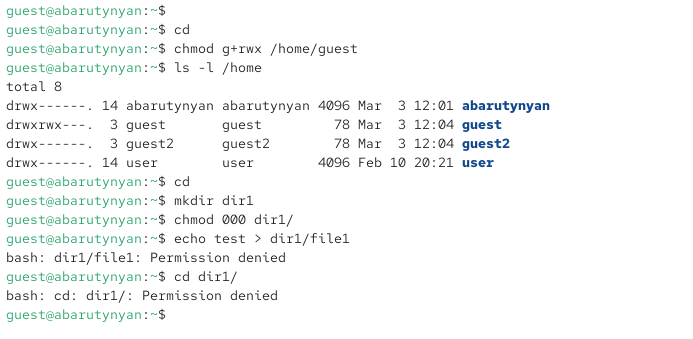 guest@abarutynyan:~$
guest@abarutynyan:~$ cd
guest@abarutynyan:~$ chmod g+rwx /home/guest
guest@abarutynyan:~$ ls -l /home
total 8
drwx------. 14 abarutynyan abarutynyan 4096 Mar  3 12:01 abarutynyan
drwxrwx---.  3 guest       guest         78 Mar  3 12:04 guest
drwx------.  3 guest2      guest2        78 Mar  3 12:04 guest2
drwx------. 14 user        user        4096 Feb 10 20:21 user
guest@abarutynyan:~$ cd
guest@abarutynyan:~$ mkdir dir1
guest@abarutynyan:~$ chmod 000 dir1/
guest@abarutynyan:~$ echo test > dir1/file1
bash: dir1/file1: Permission denied
guest@abarutynyan:~$ cd dir1/
bash: cd: dir1/: Permission denied
guest@abarutynyan:~$